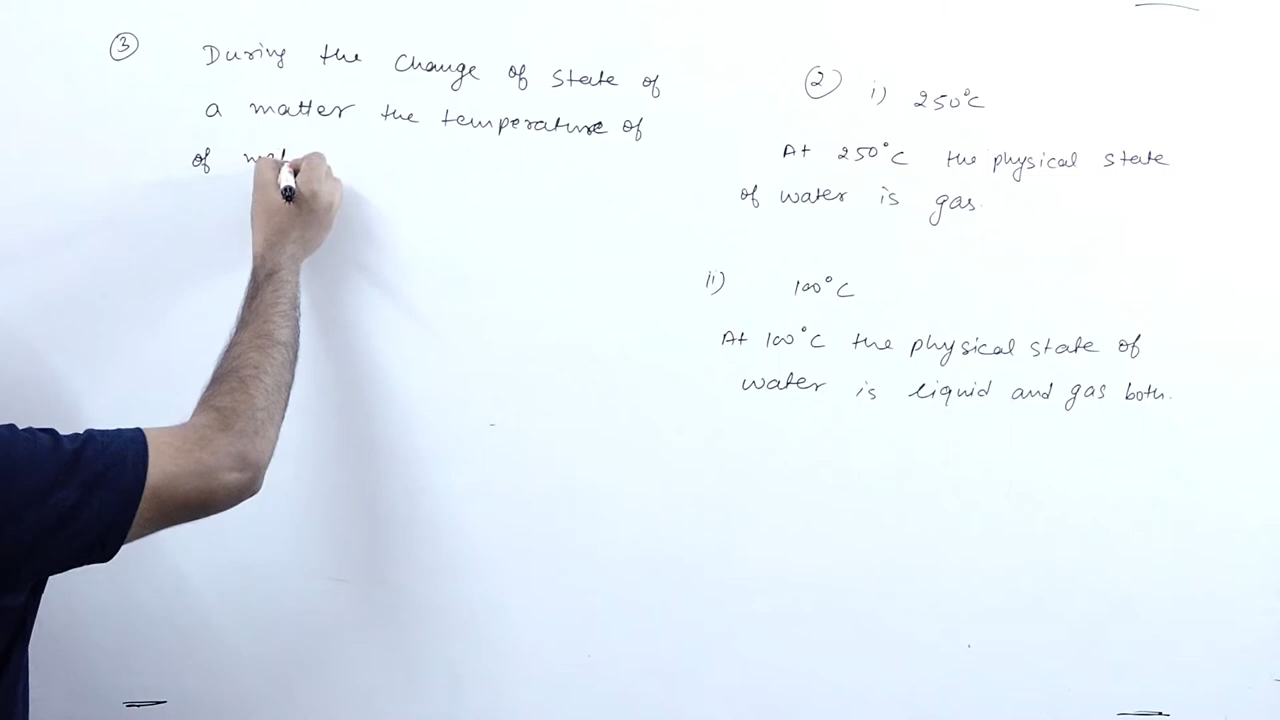 ③ During the change of state of
a matter the temperature of
of
② i) 250°C
At 250°C the physical state
of water is gas.
ii) 100°C
At 100°C the physical state of
water is liquid and gas both.